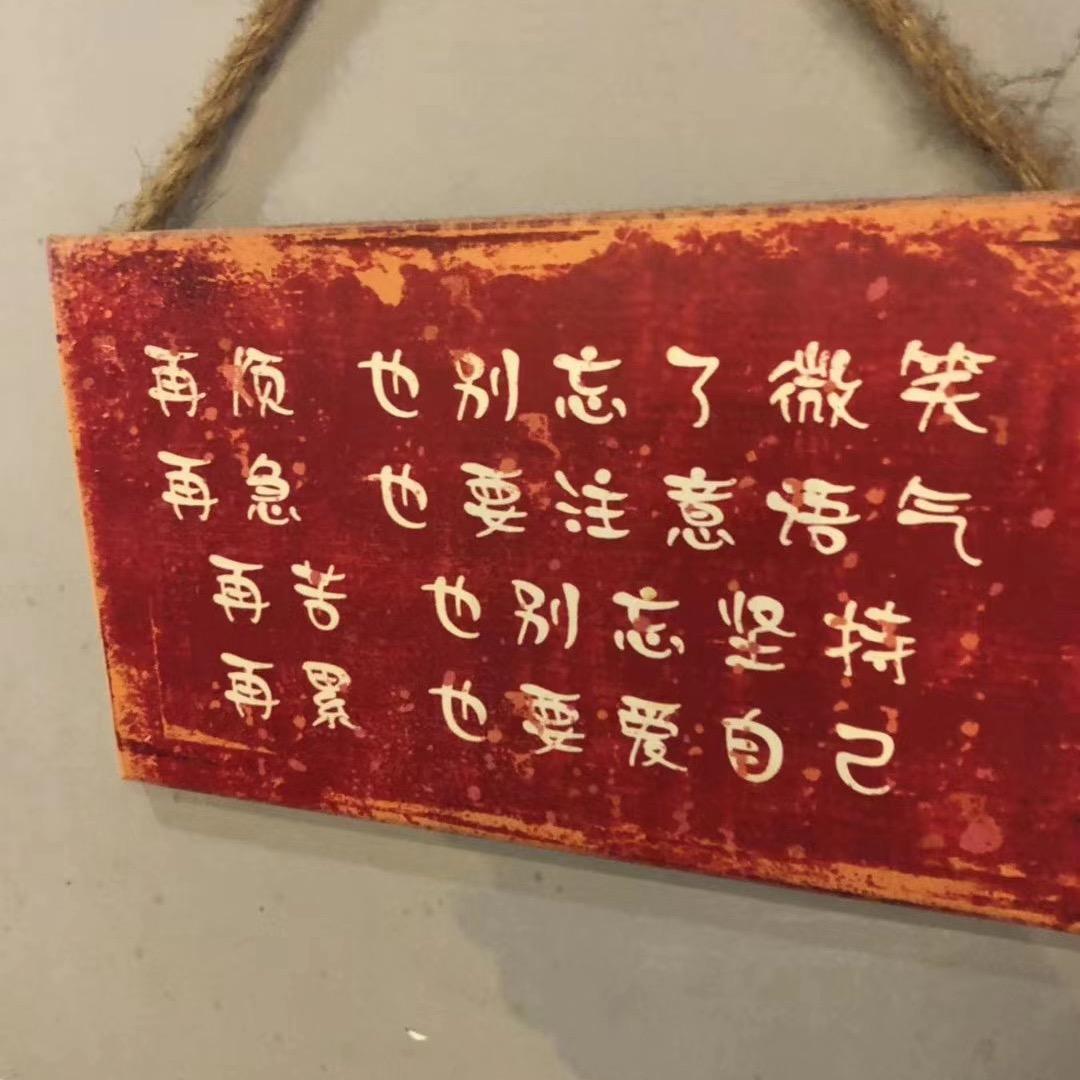 再烦 也别忘了微笑
再急 也要注意语气
再苦 也别忘坚持
再累 也要爱自己